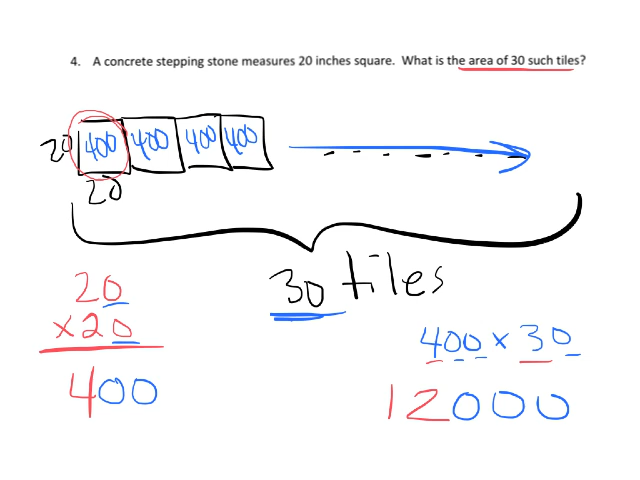 4. A concrete stepping stone measures 20 inches square. What is the area of 30 such tiles?
20 400 400 400 400
20
30 tiles
20
x 20
400
400 x 30
12000